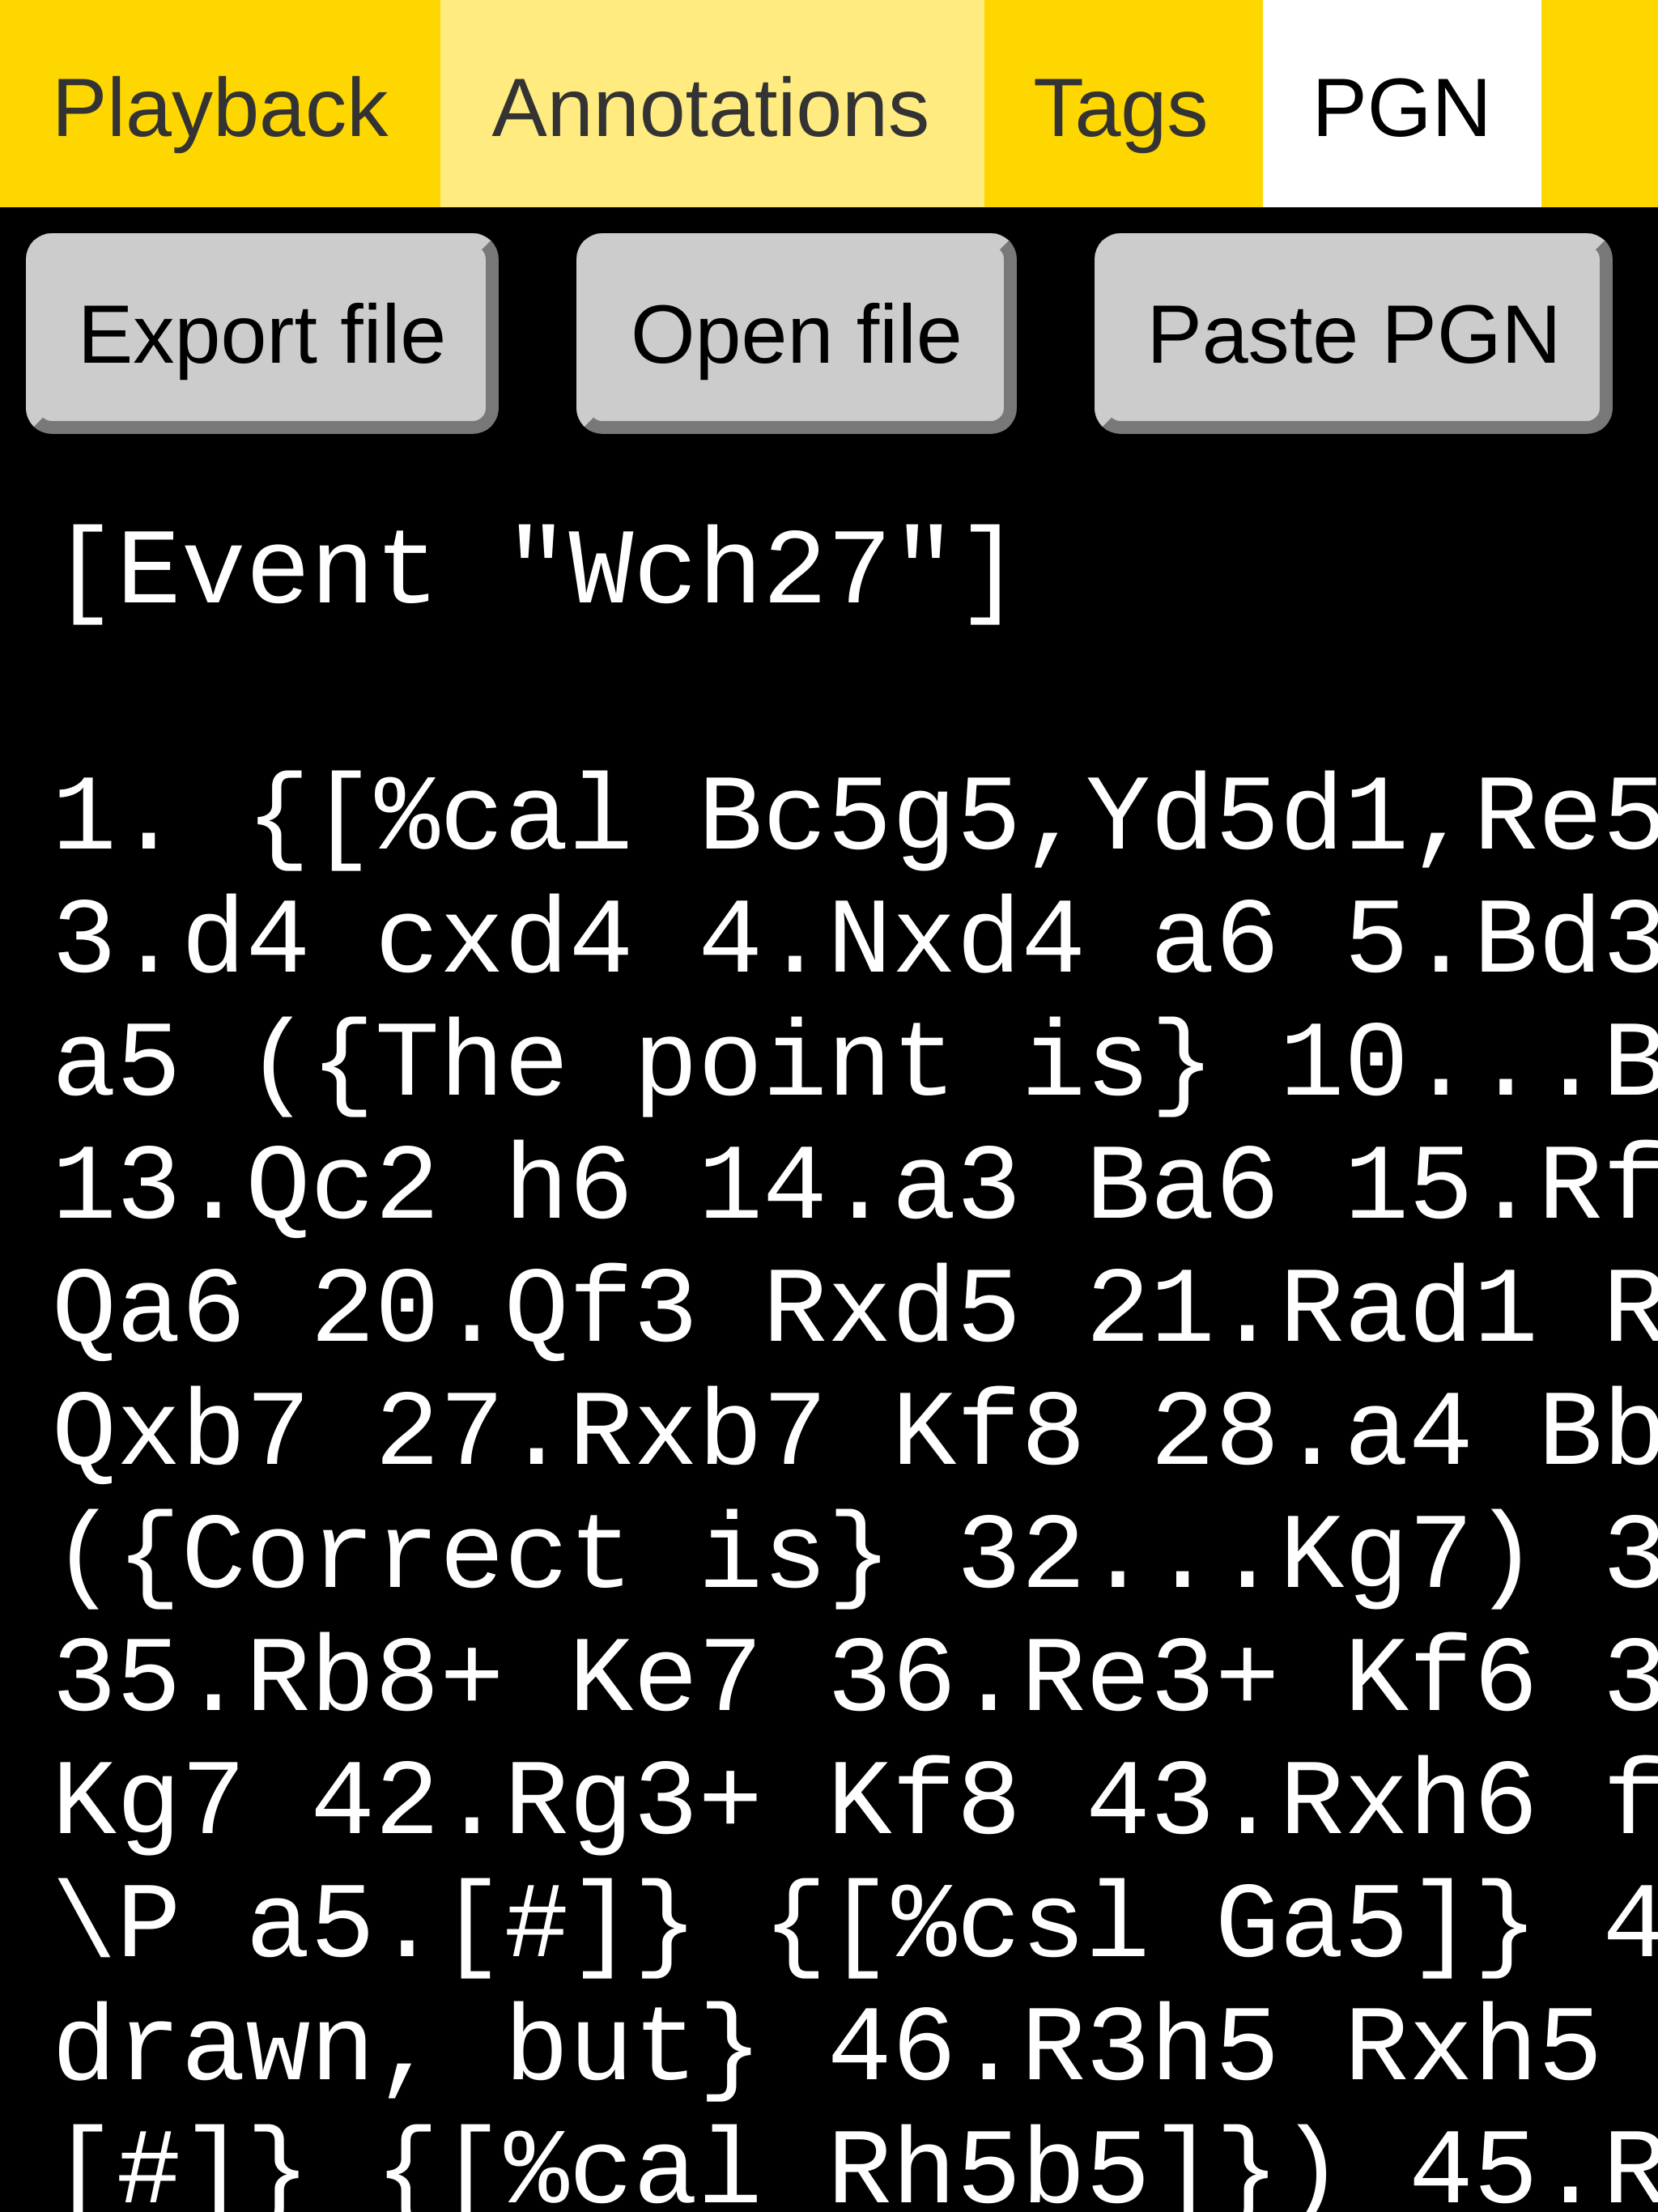 Playback Annotations Tags PGN
Export file Open file Paste PGN
[Event "Wch27"]
1. {[%cal Bc5g5,Yd5d1,Re5
3.d4 cxd4 4.Nxd4 a6 5.Bd3
a5 ({The point is} 10...B
13.Qc2 h6 14.a3 Ba6 15.Rf
Qa6 20.Qf3 Rxd5 21.Rad1 R
Qxb7 27.Rxb7 Kf8 28.a4 Bb
({Correct is} 32...Kg7) 3
35.Rb8+ Ke7 36.Re3+ Kf6 3
Kg7 42.Rg3+ Kf8 43.Rxh6 f
\P a5.[#]} {[%csl Ga5]} 4
drawn, but} 46.R3h5 Rxh5
[#]} {[%cal Rh5b5]}) 45.R